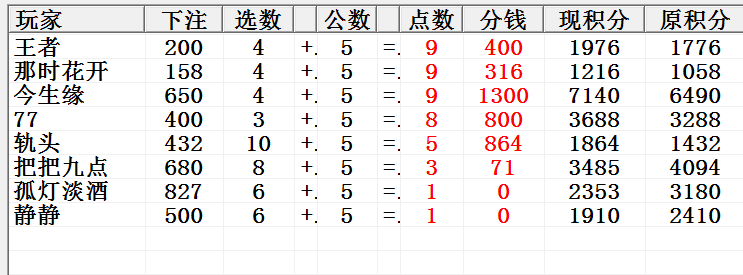 玩家 下注 选数 公数 点数 分钱 现积分 原积分
王者 200 4 +. 5 =. 9 400 1976 1776
那时花开 158 4 +. 5 =. 9 316 1216 1058
今生缘 650 4 +. 5 =. 9 1300 7140 6490
77 400 3 +. 5 =. 8 800 3688 3288
轨头 432 10 +. 5 =. 5 864 1864 1432
把把九点 680 8 +. 5 =. 3 71 3485 4094
孤灯淡酒 827 6 +. 5 =. 1 0 2353 3180
静静 500 6 +. 5 =. 1 0 1910 2410